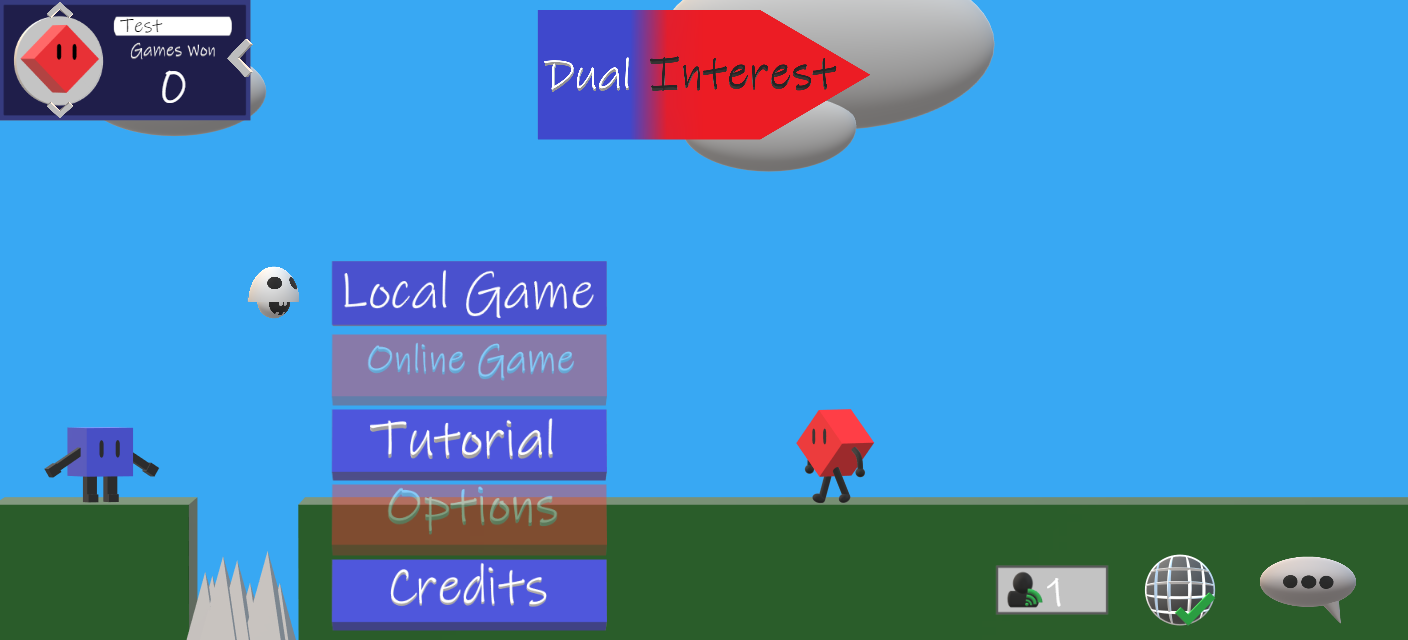 Test
Games Won
0
Dual Interest
Local Game
Online Game
Tutorial
Options
Credits
1